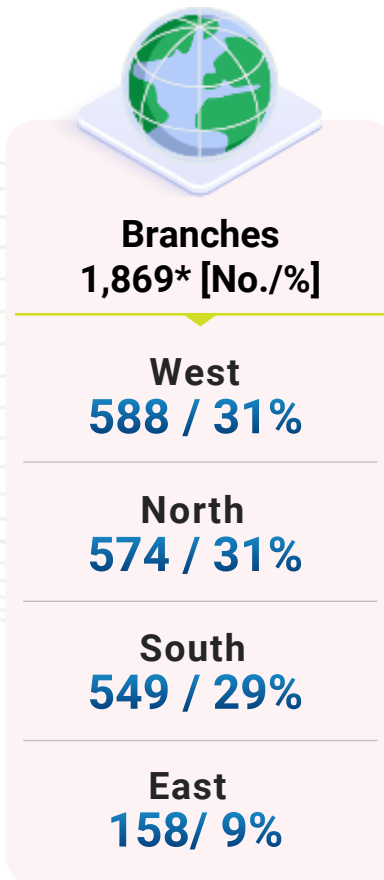 Branches
1,869* [No./%]
West
588 / 31%
North
574 / 31%
South
549 / 29%
East
158/ 9%